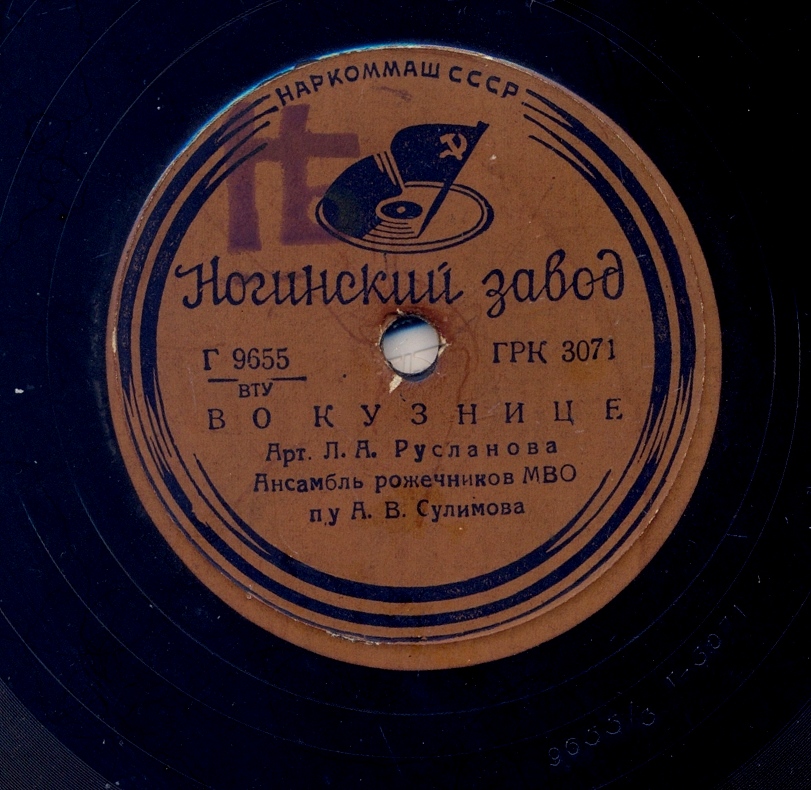 НАРКОММАШ СССР
Ногинский завод
Г 9655 ГРК 3071
ВТУ
ВО КУЗНИЦЕ
Арт. Л. А. Русланова
Ансамбль рожечников МВО
п.у А. В. Сулимова